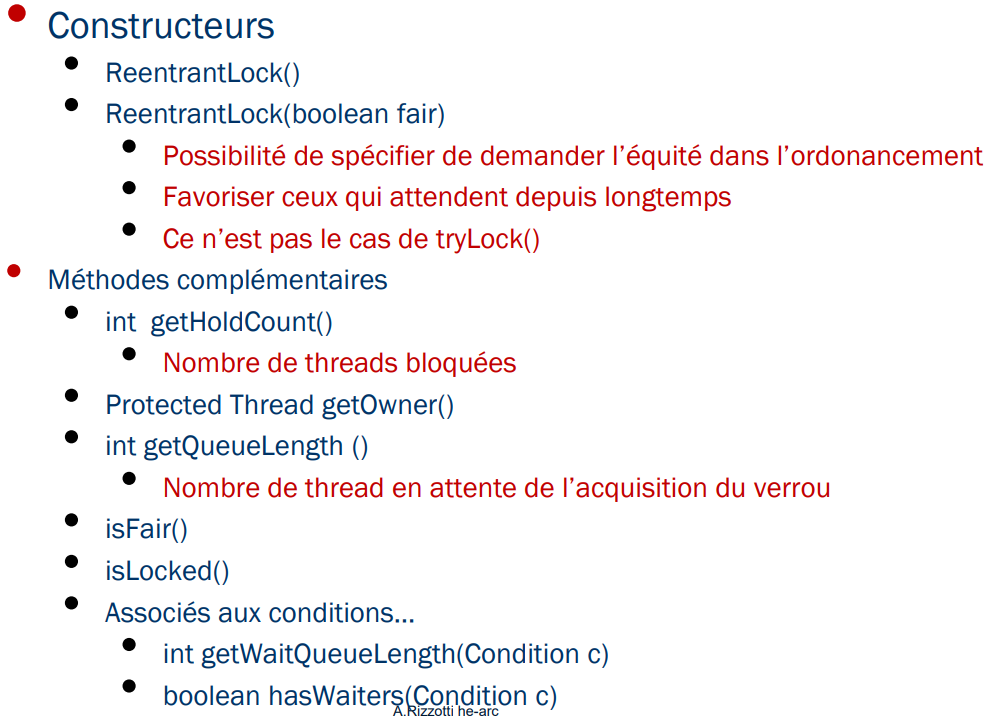 Constructeurs
ReentrantLock()
ReentrantLock(boolean fair)
Possibilité de spécifier de demander l’équité dans l’ordonancement
Favoriser ceux qui attendent depuis longtemps
Ce n’est pas le cas de tryLock()
Méthodes complémentaires
int getHoldCount()
Nombre de threads bloquées
Protected Thread getOwner()
int getQueueLength ()
Nombre de thread en attente de l’acquisition du verrou
isFair()
isLocked()
Associés aux conditions...
int getWaitQueueLength(Condition c)
boolean hasWaiters(Condition c)
A.Rizzotti he-arc